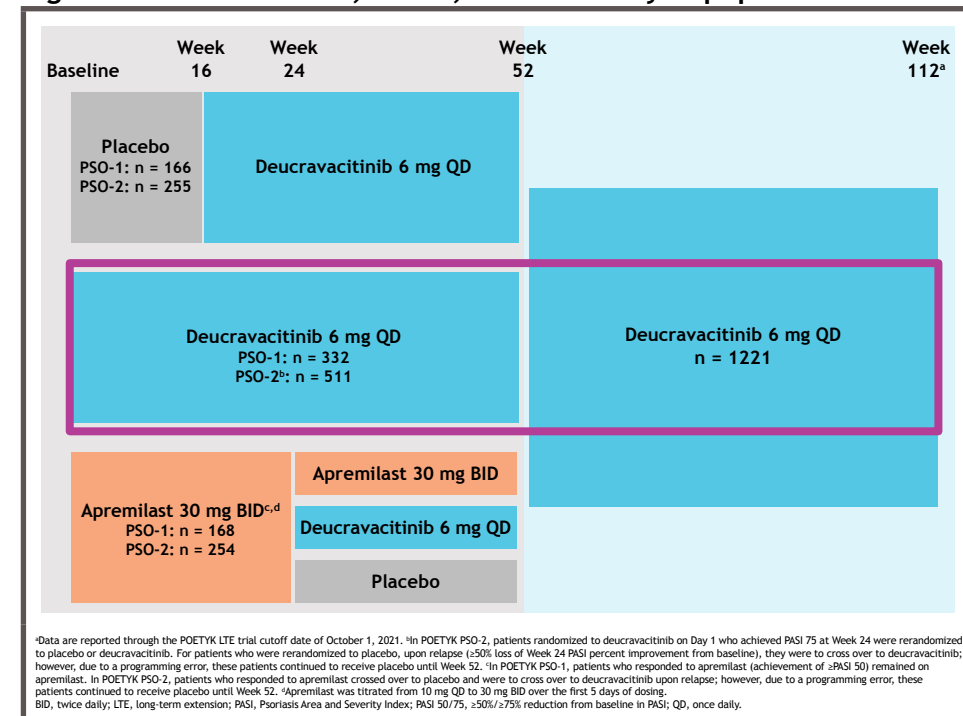 Week Week Week Week
Baseline 16 24 52 112ᵃ
Placebo
PSO-1: n = 166
PSO-2: n = 255
Deucravacitinib 6 mg QD
Deucravacitinib 6 mg QD
PSO-1: n = 332
PSO-2ᵇ: n = 511
Deucravacitinib 6 mg QD
n = 1221
Apremilast 30 mg BIDᶜ,ᵈ
PSO-1: n = 168
PSO-2: n = 254
Apremilast 30 mg BID
Deucravacitinib 6 mg QD
Placebo
ᵃData are reported through the POETYK LTE trial cutoff date of October 1, 2021. ᵇIn POETYK PSO-2, patients randomized to deucravacitinib on Day 1 who achieved PASI 75 at Week 24 were rerandomized
to placebo or deucravacitinib. For patients who were rerandomized to placebo, upon relapse (≥50% loss of Week 24 PASI percent improvement from baseline), they were to cross over to deucravacitinib;
however, due to a programming error, these patients continued to receive placebo until Week 52. ᶜIn POETYK PSO-1, patients who responded to apremilast (achievement of ≥PASI 50) remained on
apremilast. In POETYK PSO-2, patients who responded to apremilast crossed over to placebo and were to cross over to deucravacitinib upon relapse; however, due to a programming error, these
patients continued to receive placebo until Week 52. ᵈApremilast was titrated from 10 mg QD to 30 mg BID over the first 5 days of dosing.
BID, twice daily; LTE, long-term extension; PASI, Psoriasis Area and Severity Index; PASI 50/75, ≥50%/≥75% reduction from baseline in PASI; QD, once daily.